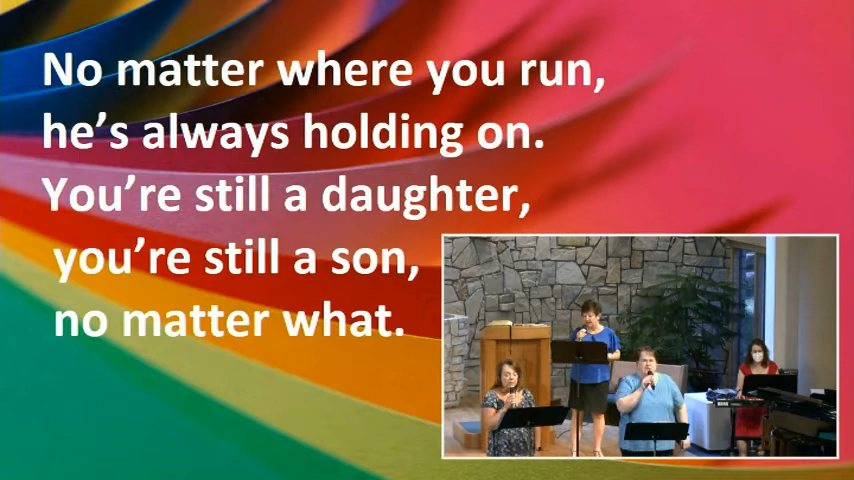 No matter where you run,
he's always holding on.
You're still a daughter,
you're still a son,
no matter what.